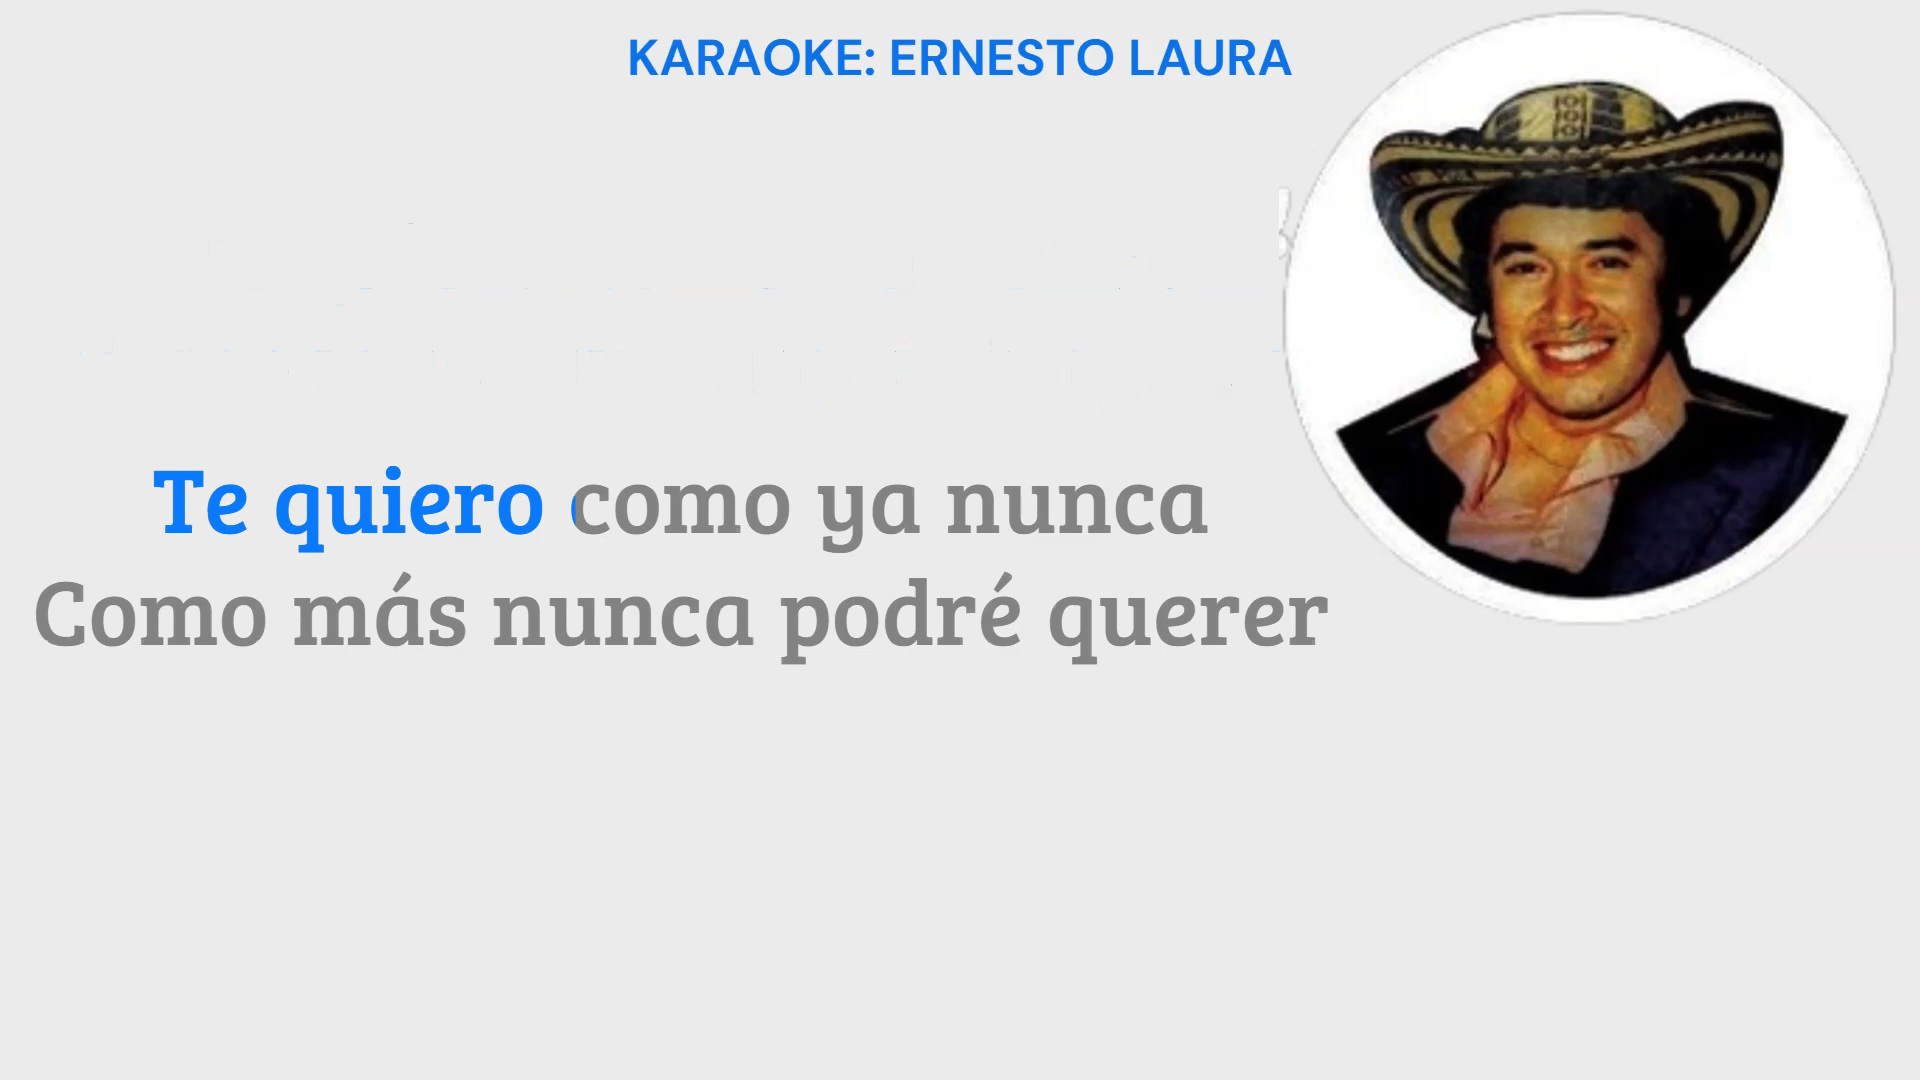 KARAOKE: ERNESTO LAURA
Te quiero como ya nunca
Como más nunca podré querer